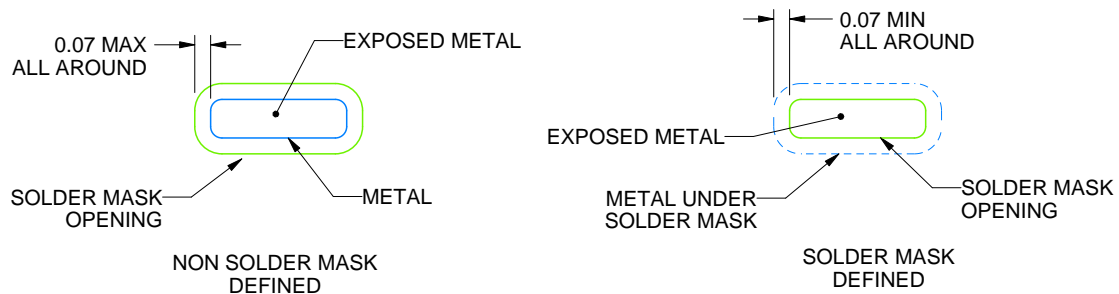 0.07 MAX
ALL AROUND
EXPOSED METAL
SOLDER MASK
OPENING
METAL
NON SOLDER MASK
DEFINED
0.07 MIN
ALL AROUND
EXPOSED METAL
METAL UNDER
SOLDER MASK
SOLDER MASK
OPENING
SOLDER MASK
DEFINED